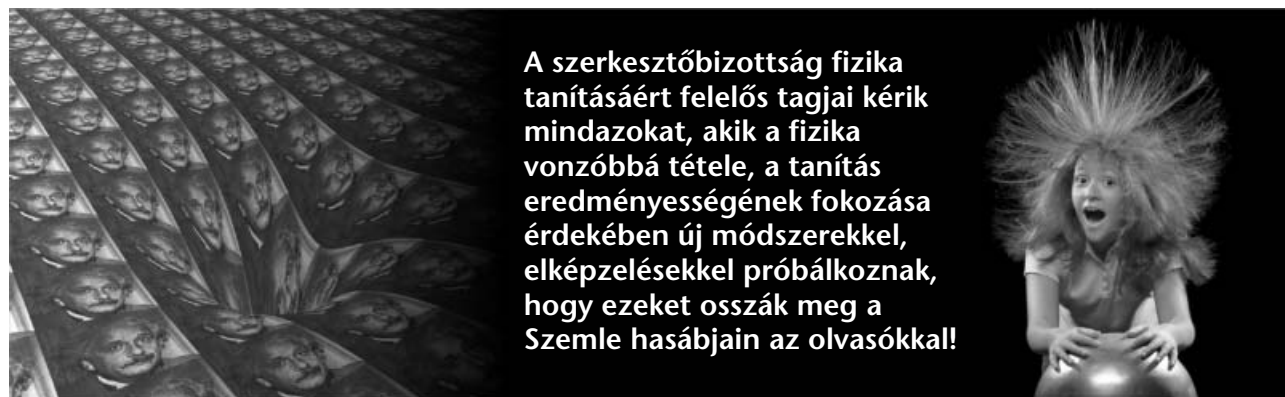 A szerkesztőbizottság fizika
tanításáért felelős tagjai kérik
mindazokat, akik a fizika
vonzóbbá tétele, a tanítás
eredményességének fokozása
érdekében új módszerekkel,
elképzelésekkel próbálkoznak,
hogy ezeket osszák meg a
Szemle hasábjain az olvasókkal!